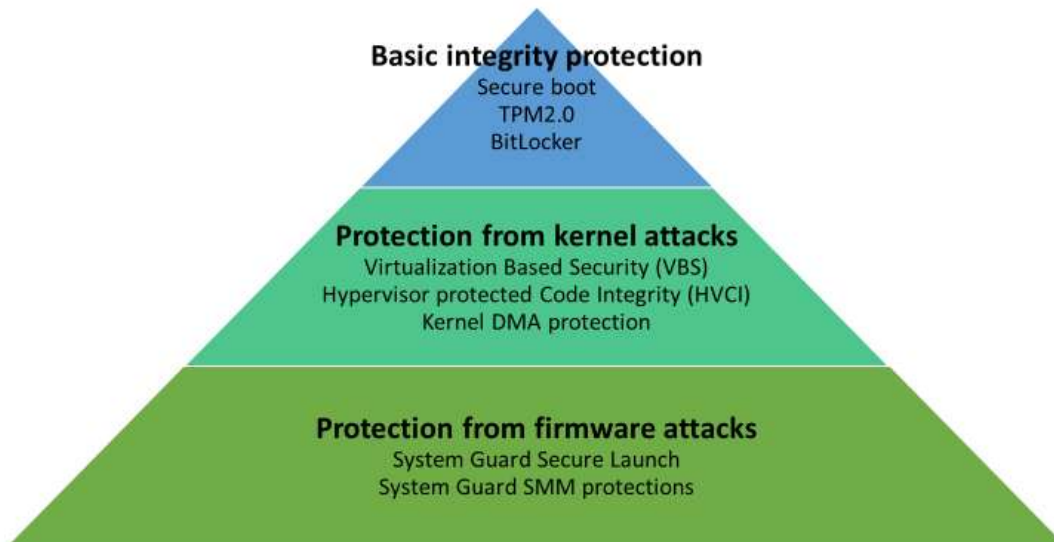 Basic integrity protection
Secure boot
TPM2.0
BitLocker
Protection from kernel attacks
Virtualization Based Security (VBS)
Hypervisor protected Code Integrity (HVCI)
Kernel DMA protection
Protection from firmware attacks
System Guard Secure Launch
System Guard SMM protections